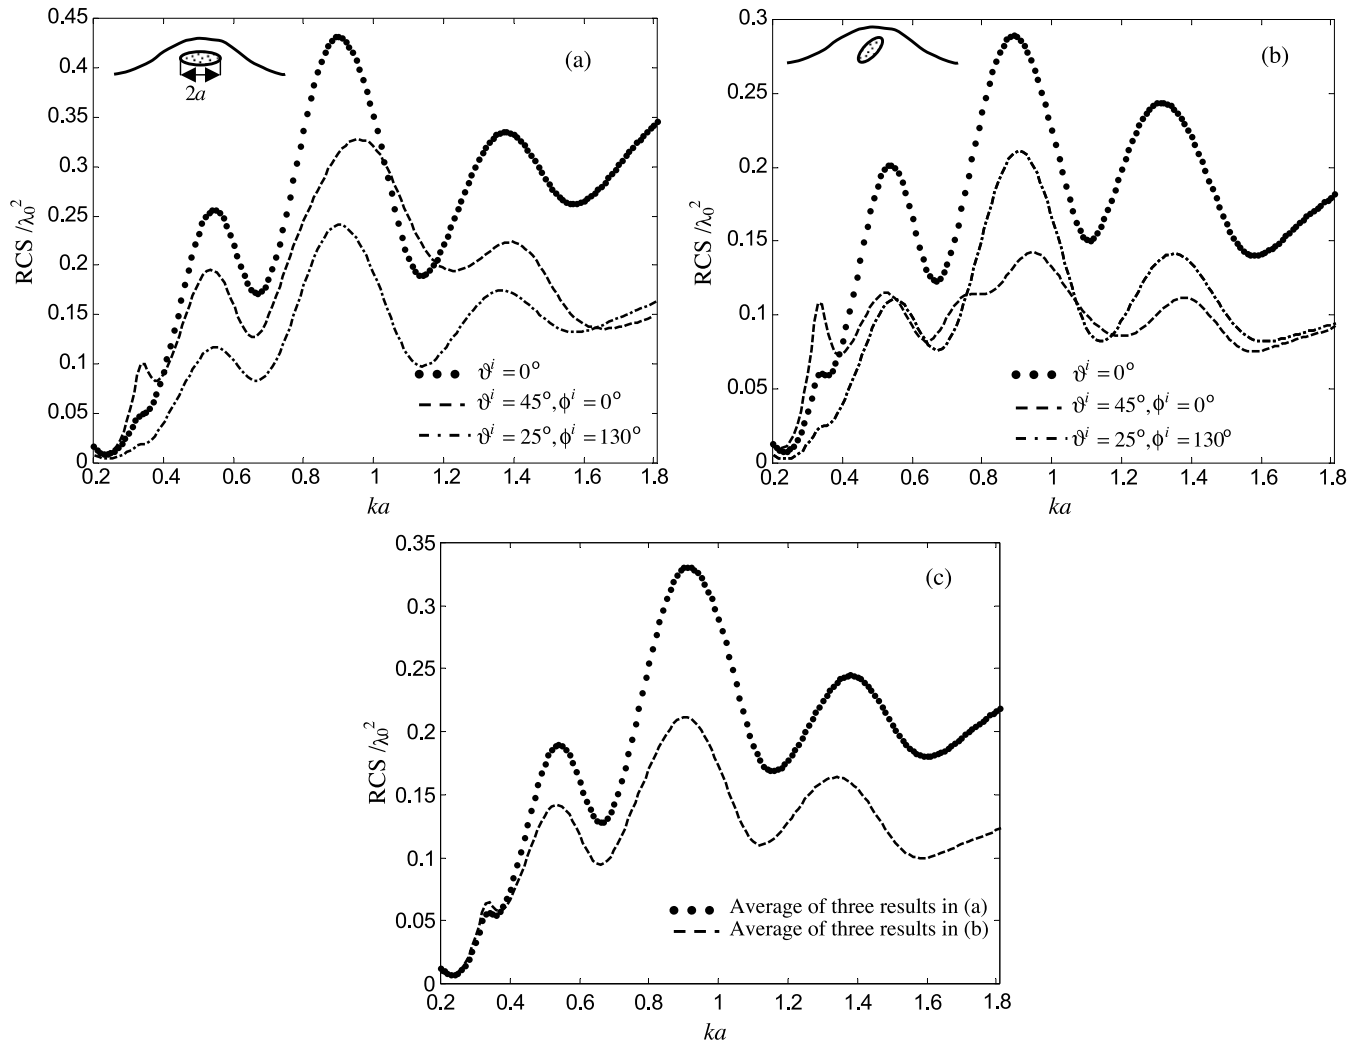 0.45
0.4
0.35
0.3
0.25
0.2
0.15
0.1
0.05
0
RCS /λ₀²
(a)
2a
ϑⁱ = 0°
ϑⁱ = 45°, ϕⁱ = 0°
ϑⁱ = 25°, ϕⁱ = 130°
0.2 0.4 0.6 0.8 1 1.2 1.4 1.6 1.8
ka
0.3
0.25
0.2
0.15
0.1
0.05
0
RCS /λ₀²
(b)
ϑⁱ = 0°
ϑⁱ = 45°, ϕⁱ = 0°
ϑⁱ = 25°, ϕⁱ = 130°
0.2 0.4 0.6 0.8 1 1.2 1.4 1.6 1.8
ka
0.35
0.3
0.25
0.2
0.15
0.1
0.05
0
RCS /λ₀²
(c)
Average of three results in (a)
Average of three results in (b)
0.2 0.4 0.6 0.8 1 1.2 1.4 1.6 1.8
ka